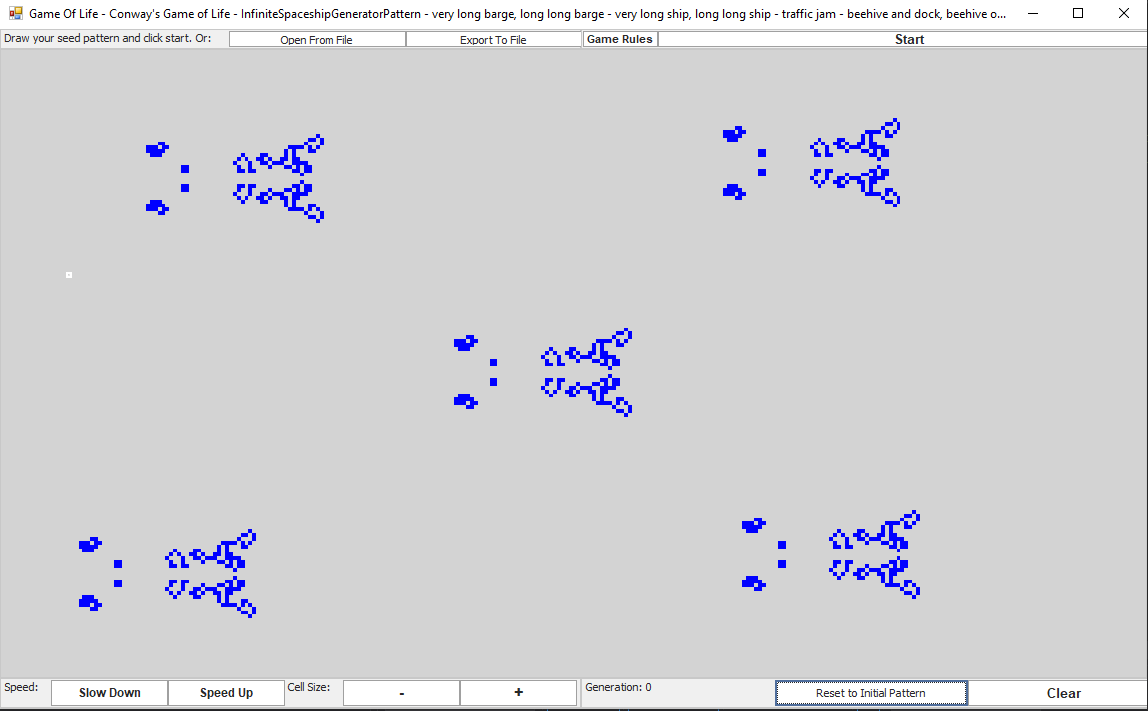 Game Of Life - Conway's Game of Life - InfiniteSpaceshipGeneratorPattern - very long barge, long long barge - very long ship, long long ship - traffic jam - beehive and dock, beehive o...
Draw your seed pattern and click start. Or: Open From File Export To File Game Rules Start
Speed: Slow Down Speed Up Cell Size: - + Generation: 0 Reset to Initial Pattern Clear